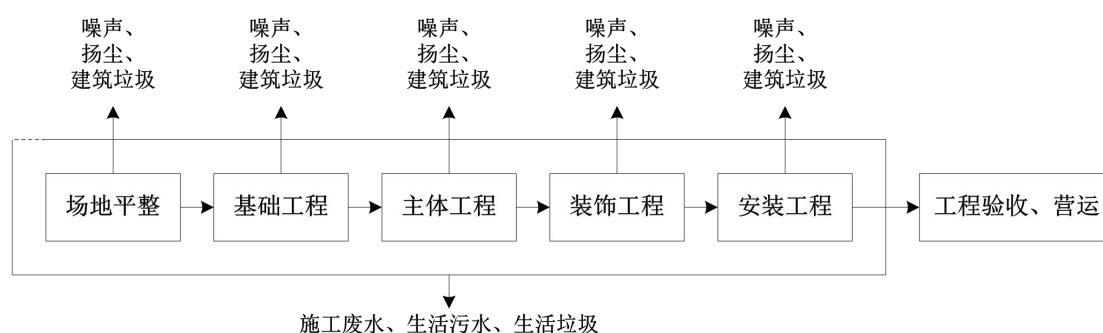 噪声、
扬尘、
建筑垃圾
噪声、
扬尘、
建筑垃圾
噪声、
扬尘、
建筑垃圾
噪声、
扬尘、
建筑垃圾
噪声、
扬尘、
建筑垃圾
场地平整
基础工程
主体工程
装饰工程
安装工程
工程验收、营运
施工废水、生活污水、生活垃圾